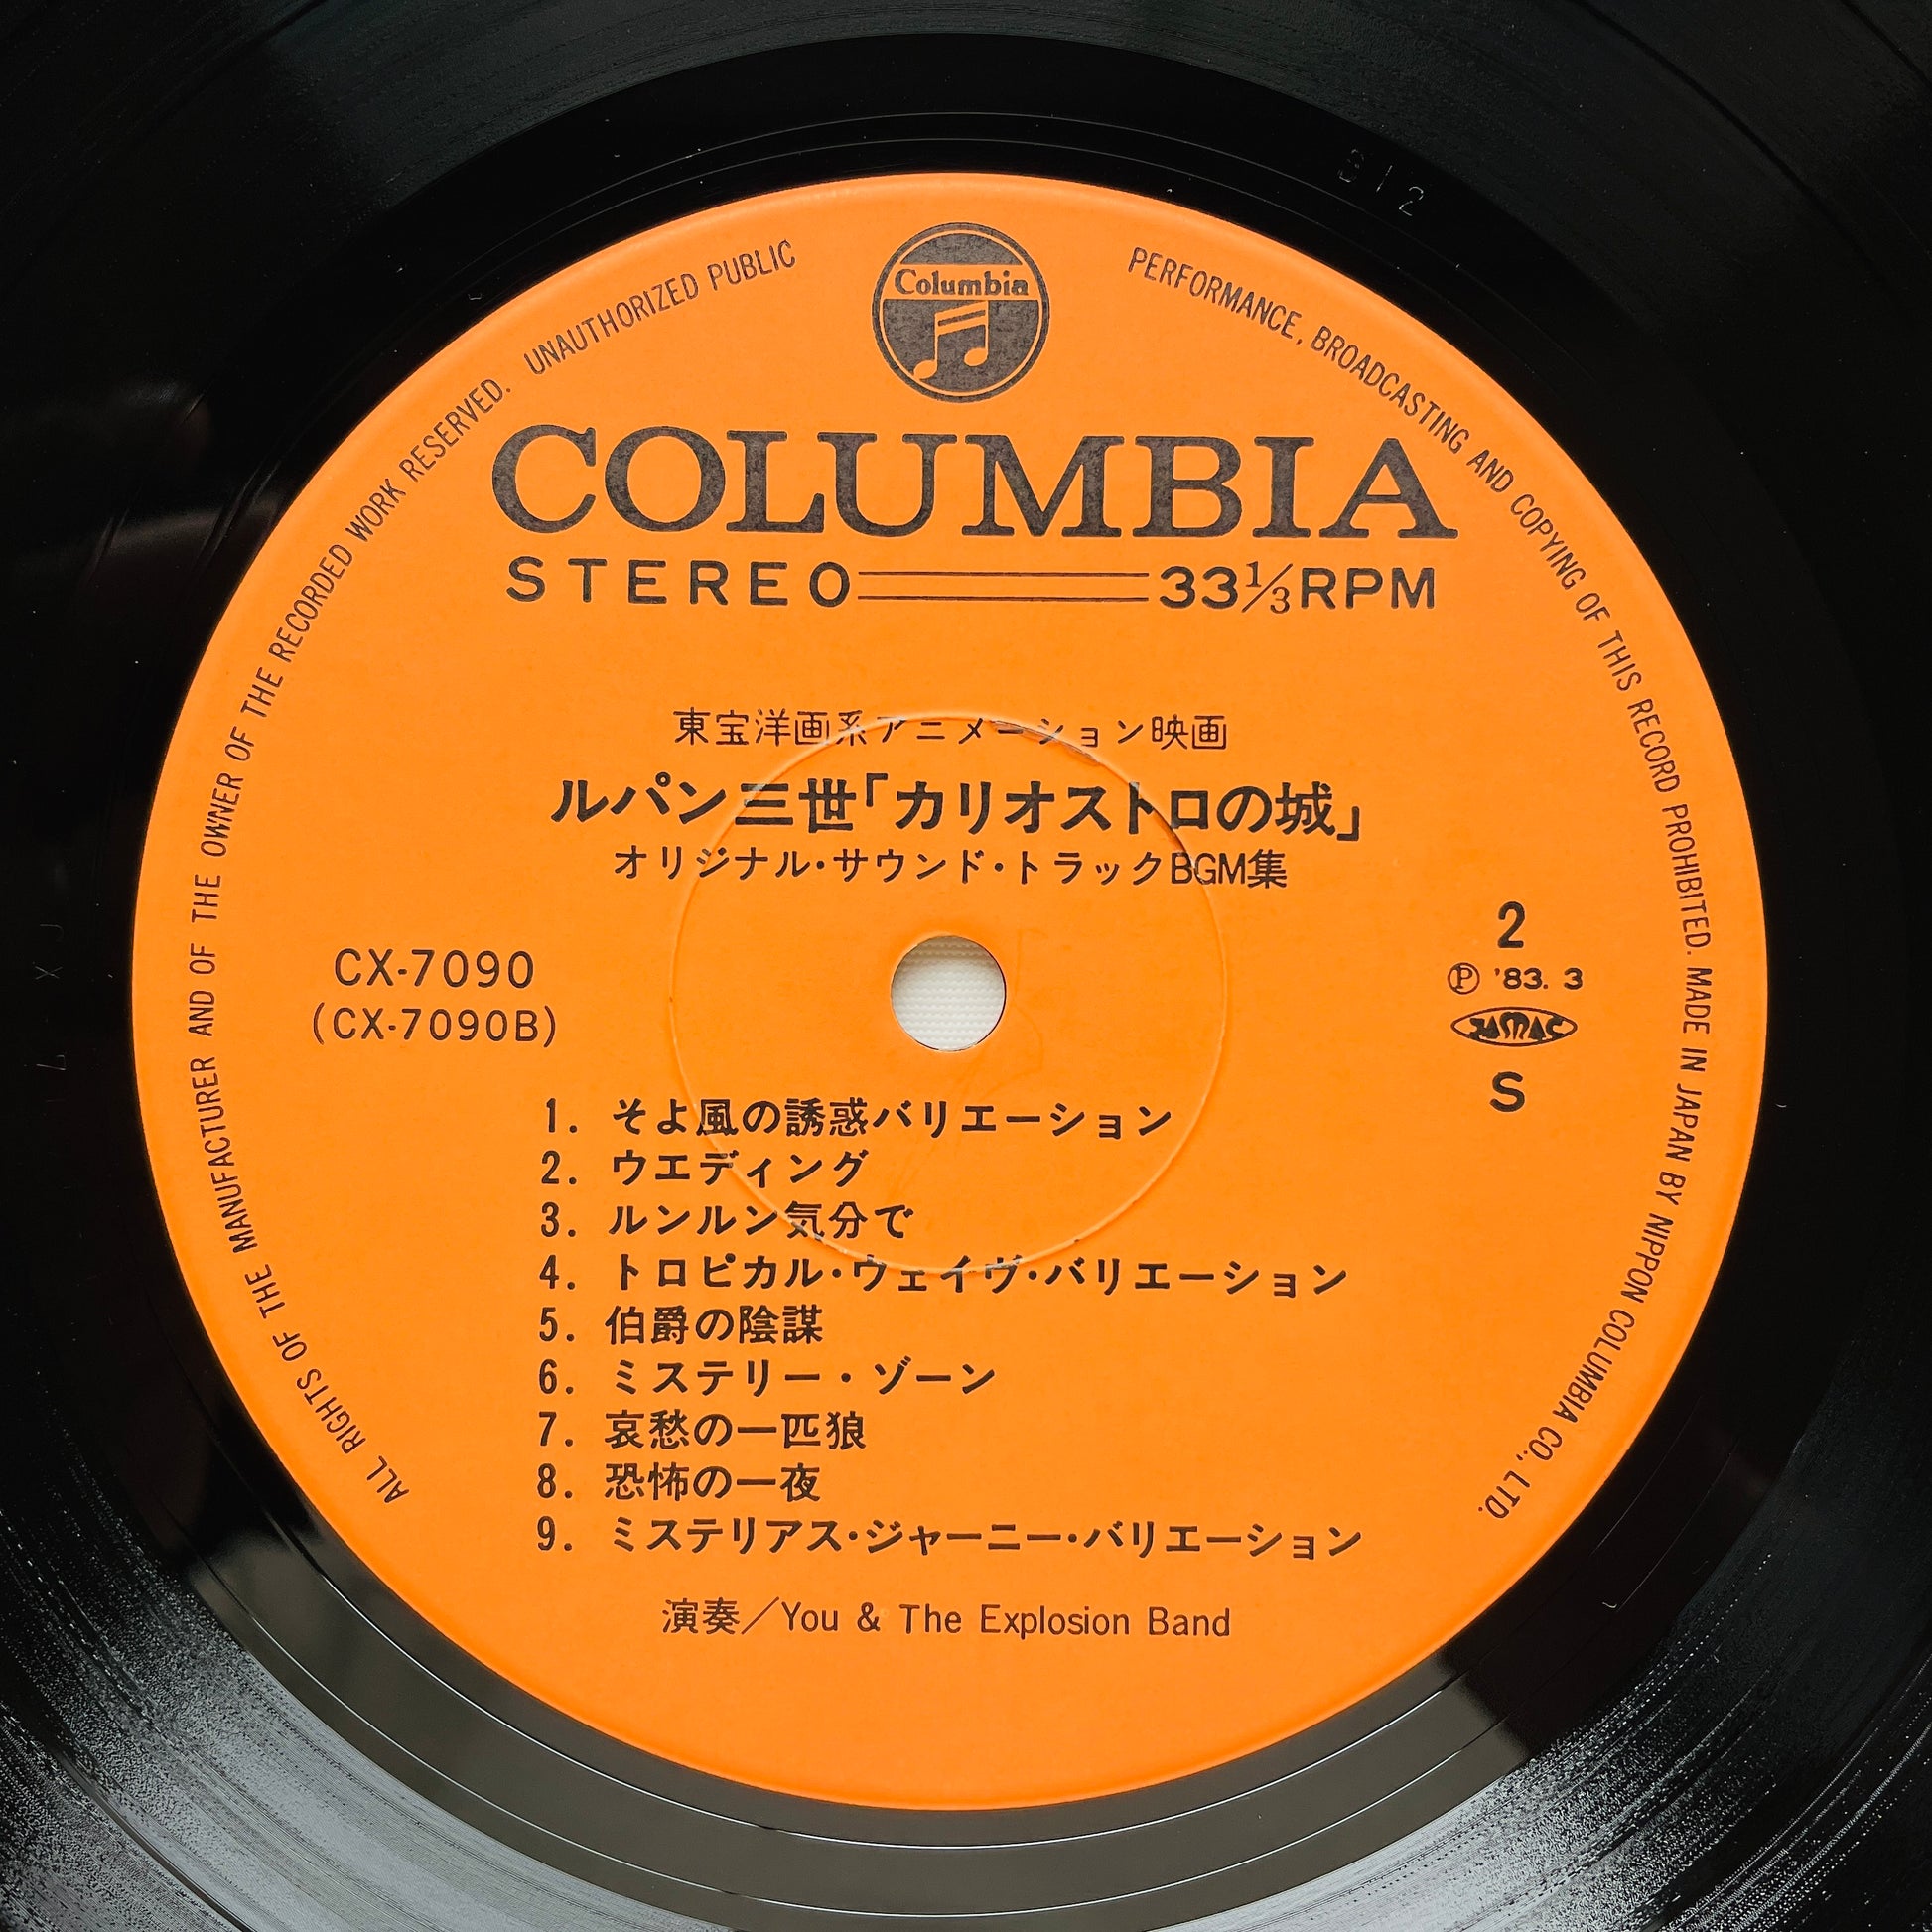 ALL RIGHTS OF THE MANUFACTURER AND OF THE OWNER OF THE RECORDED WORK RESERVED. UNAUTHORIZED PUBLIC PERFORMANCE, BROADCASTING AND COPYING OF THIS RECORD PROHIBITED. MADE IN JAPAN BY NIPPON COLUMBIA CO., LTD.
Columbia
COLUMBIA
STEREO 33⅓RPM
東宝洋画系アニメーション映画
ルパン三世「カリオストロの城」
オリジナル・サウンド・トラックBGM集
CX-7090
(CX-7090B)
2
Ⓟ '83. 3
JASRAC
S
1. そよ風の誘惑バリエーション
2. ウエディング
3. ルンルン気分で
4. トロピカル・ウェイヴ・バリエーション
5. 伯爵の陰謀
6. ミステリー・ゾーン
7. 哀愁の一匹狼
8. 恐怖の一夜
9. ミステリアス・ジャーニー・バリエーション
演奏／You & The Explosion Band